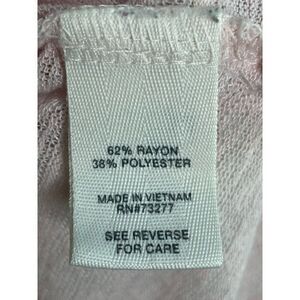 62% RAYON
38% POLYESTER
MADE IN VIETNAM
RN#73277
SEE REVERSE
FOR CARE